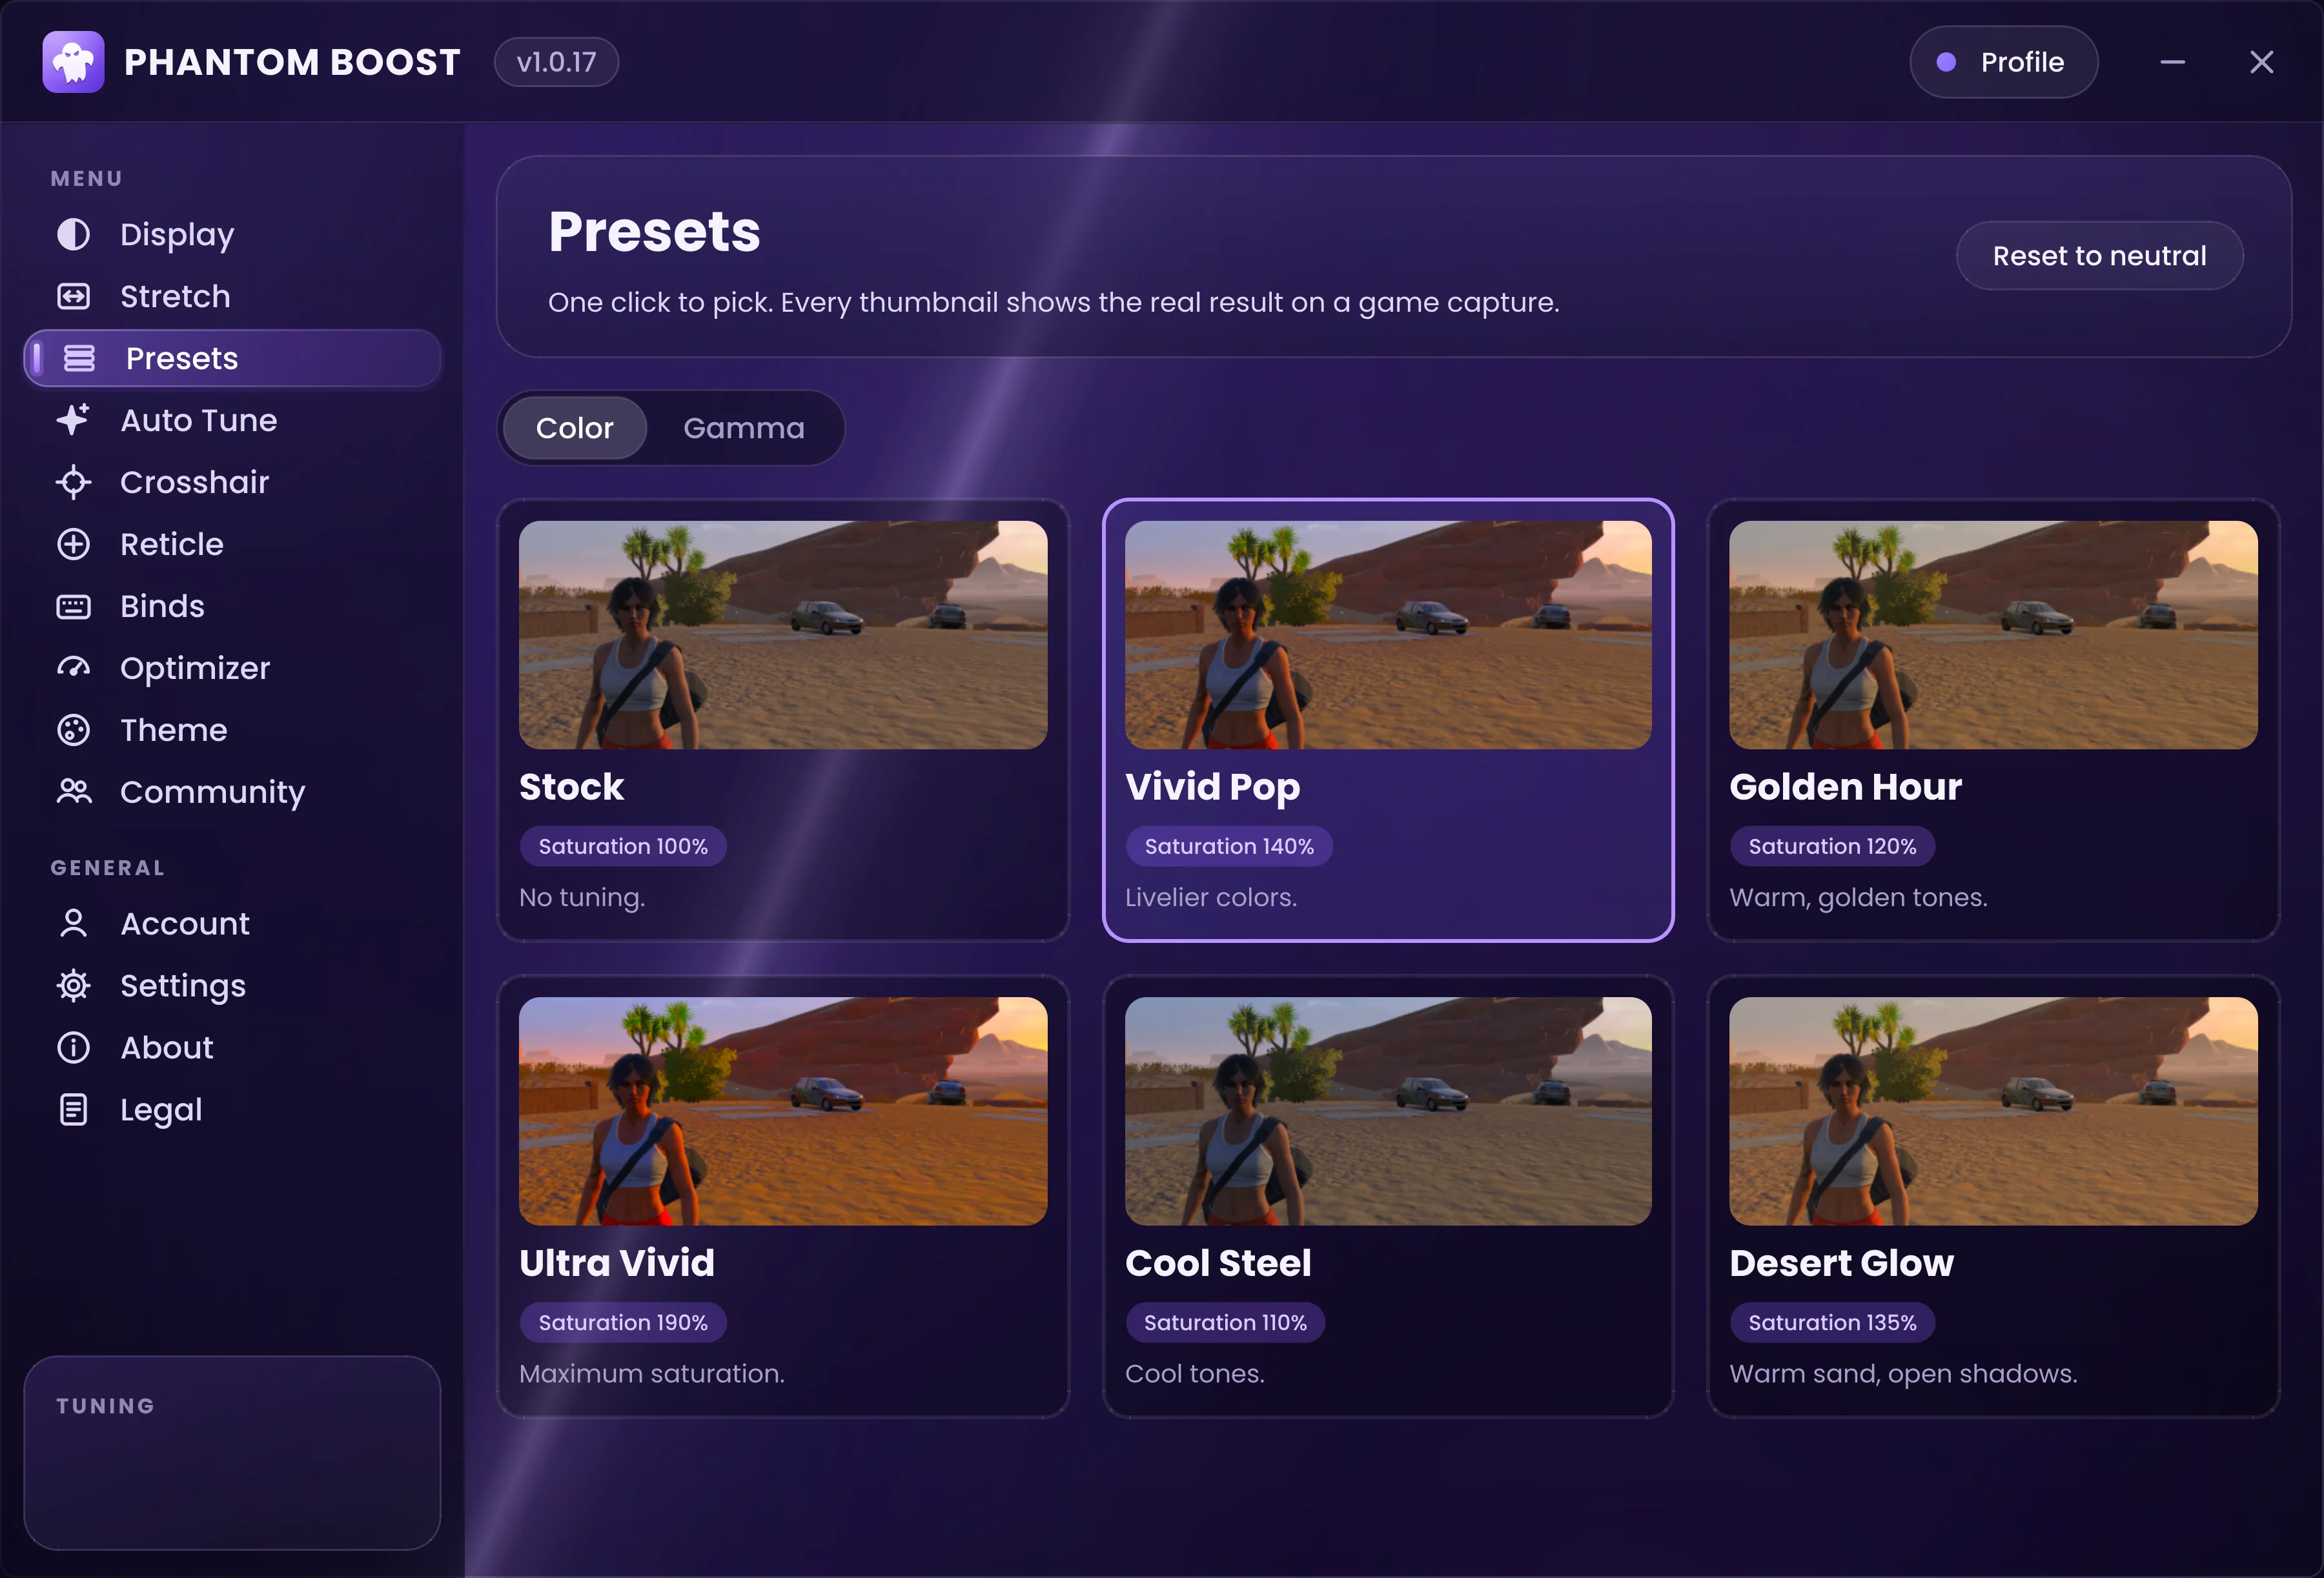 PHANTOM BOOST v1.0.17 Profile
MENU
Display
Stretch
Presets
Auto Tune
Crosshair
Reticle
Binds
Optimizer
Theme
Community
GENERAL
Account
Settings
About
Legal
TUNING
Presets
One click to pick. Every thumbnail shows the real result on a game capture.
Reset to neutral
Color Gamma
Stock
Saturation 100%
No tuning.
Vivid Pop
Saturation 140%
Livelier colors.
Golden Hour
Saturation 120%
Warm, golden tones.
Ultra Vivid
Saturation 190%
Maximum saturation.
Cool Steel
Saturation 110%
Cool tones.
Desert Glow
Saturation 135%
Warm sand, open shadows.